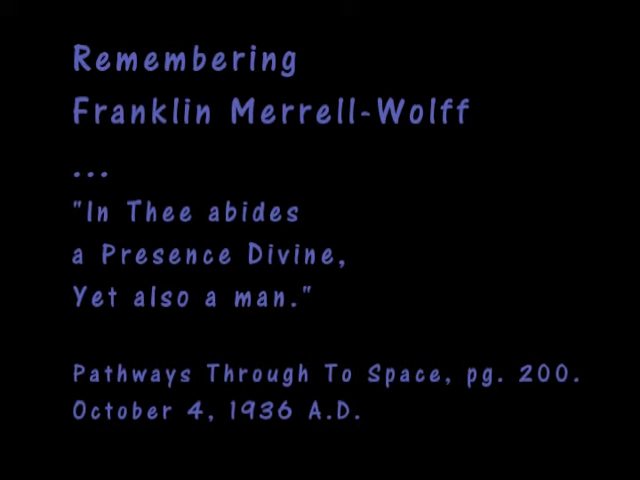 Remembering
Franklin Merrell-Wolff
...
"In Thee abides
a Presence Divine,
Yet also a man."
Pathways Through To Space, pg. 200.
October 4, 1936 A.D.